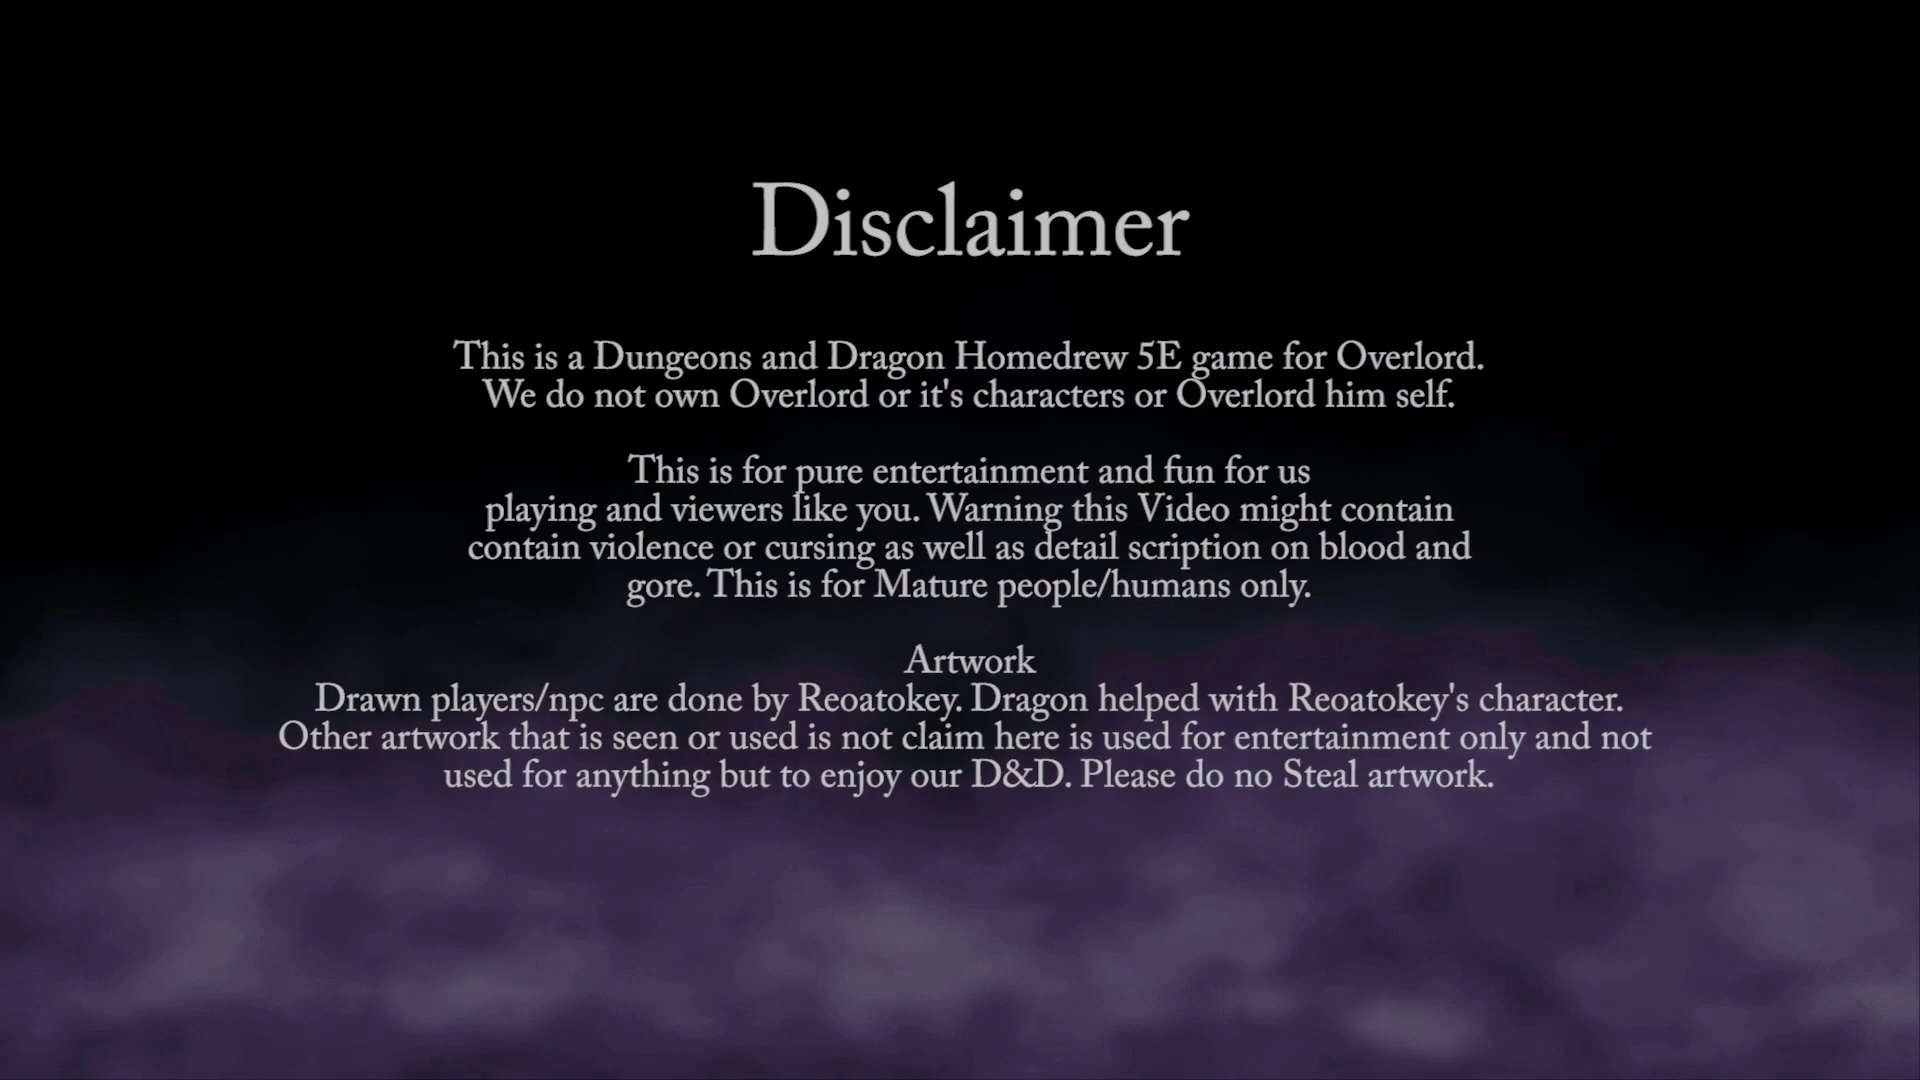 Disclaimer
This is a Dungeons and Dragon Homedrew 5E game for Overlord.
We do not own Overlord or it's characters or Overlord him self.
This is for pure entertainment and fun for us
playing and viewers like you. Warning this Video might contain
contain violence or cursing as well as detail scription on blood and
gore. This is for Mature people/humans only.
Artwork
Drawn players/npc are done by Reoatokey. Dragon helped with Reoatokey's character.
Other artwork that is seen or used is not claim here is used for entertainment only and not
used for anything but to enjoy our D&D. Please do no Steal artwork.